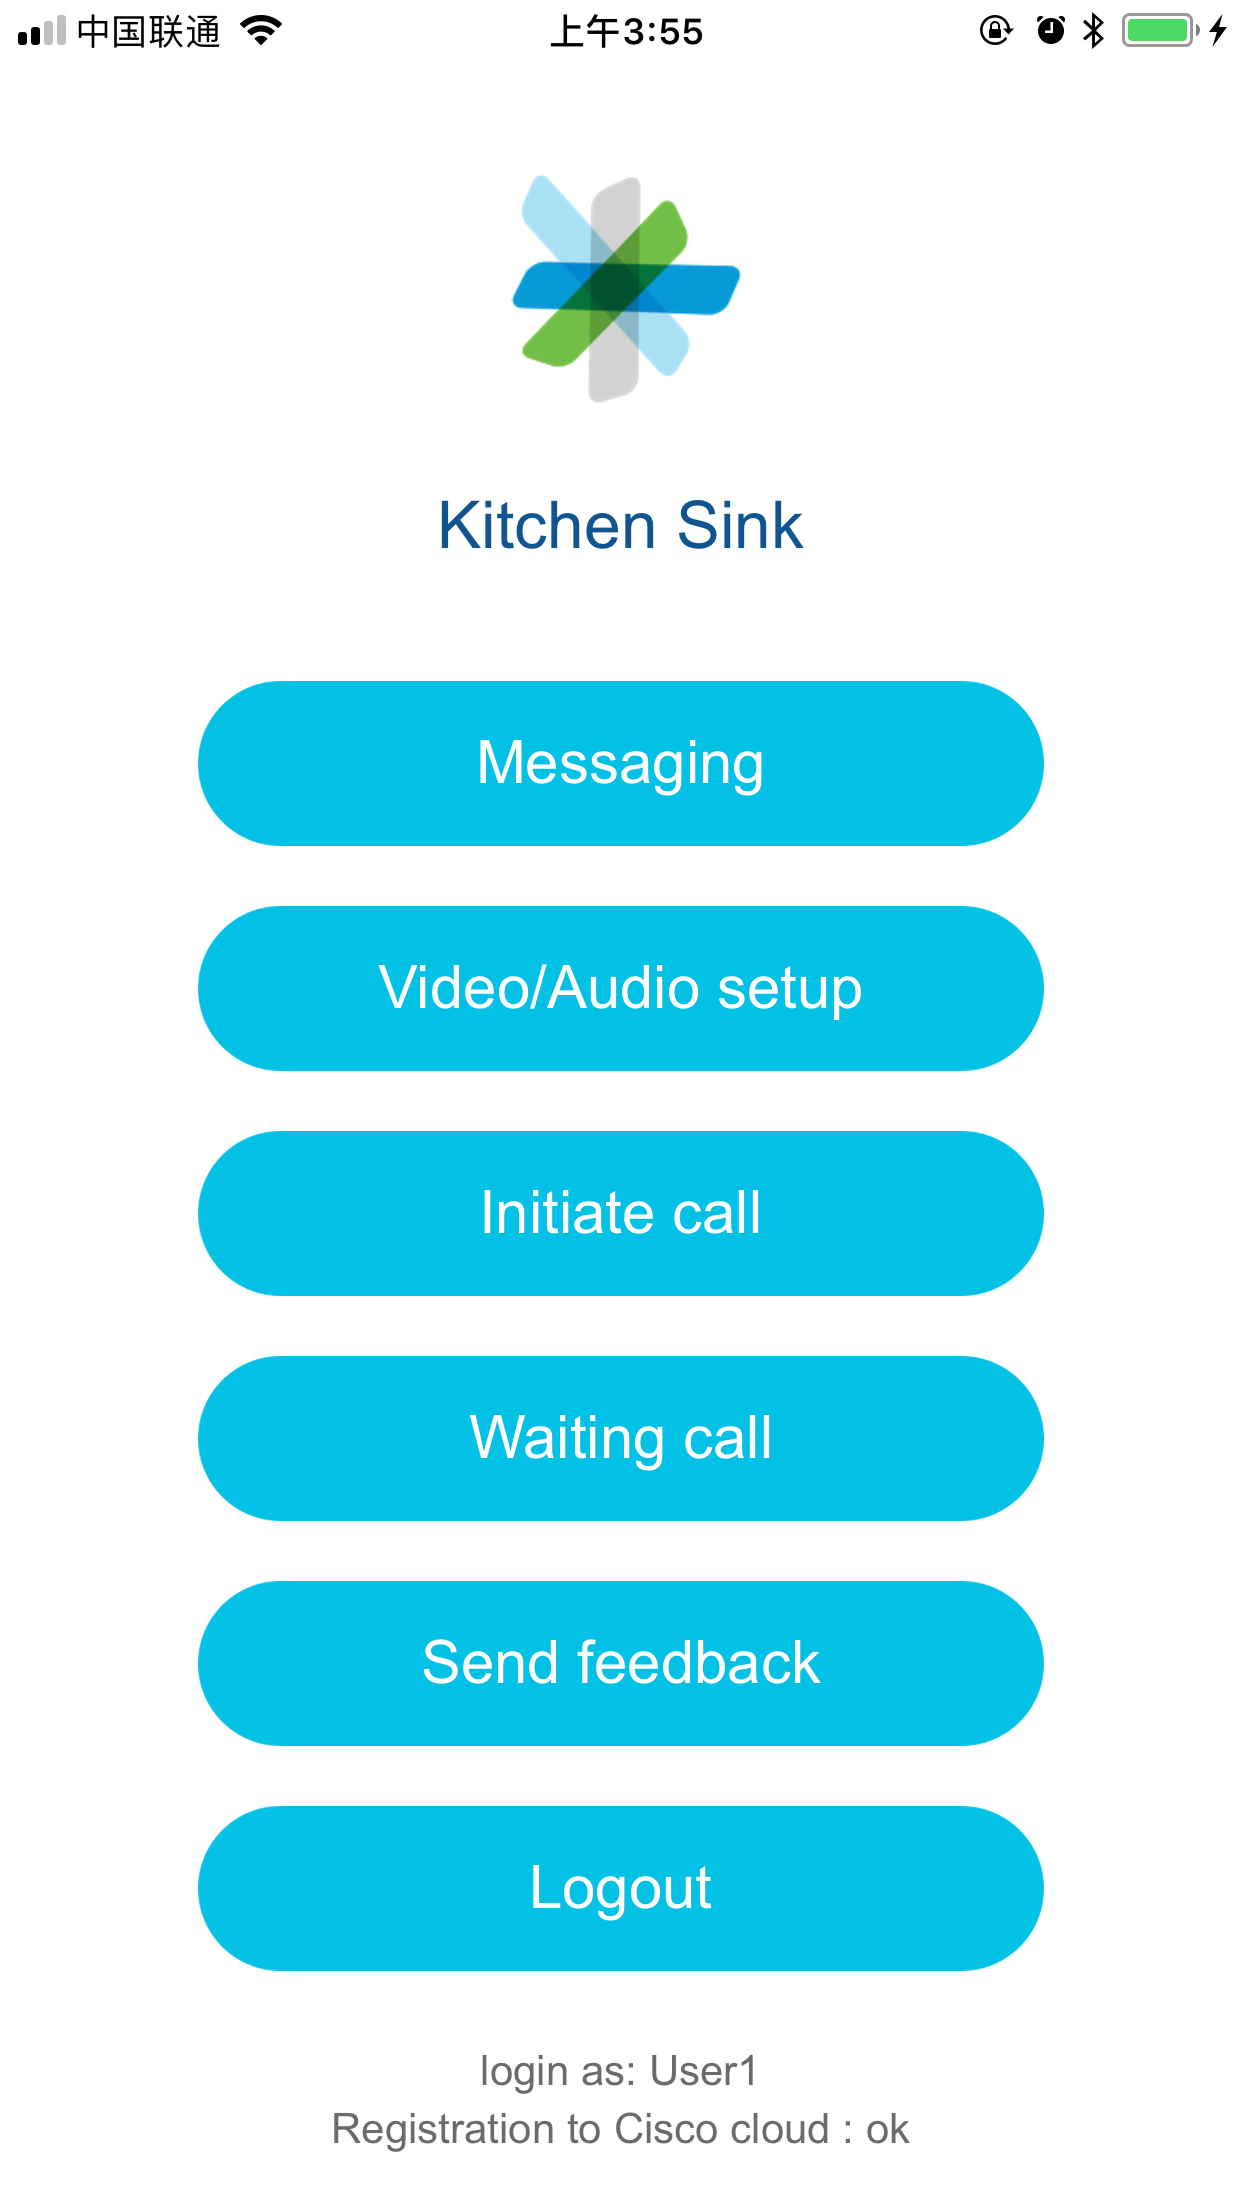 中国联通 上午3:55
Kitchen Sink
Messaging
Video/Audio setup
Initiate call
Waiting call
Send feedback
Logout
login as: User1
Registration to Cisco cloud : ok